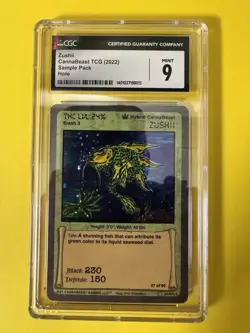 CGC
CERTIFIED GUARANTY COMPANY
Zushii
CannaBeast TCG (2022)
Sample Pack
Holo
MINT
9
THC LVL: 24%
Hybrid CannaBeast
Stash 3
ZUSHII
Height: 3'0", Weight: 40 lbs
A stunning fish that can attribute its
green color to its liquid seaweed diet.
Attack: 230
Defense: 150